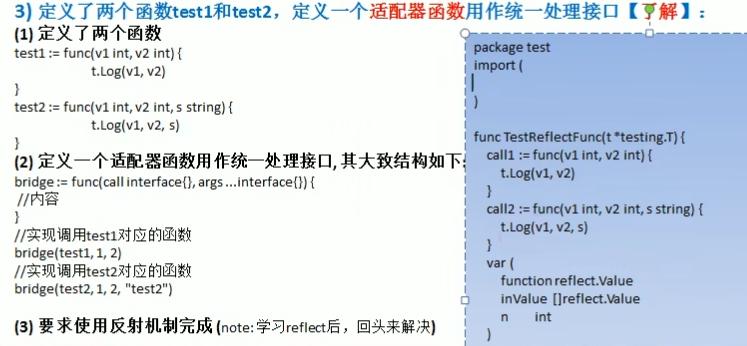 3) 定义了两个函数test1和test2，定义一个适配器函数用作统一处理接口【了解】：
(1) 定义了两个函数
test1 := func(v1 int, v2 int) {
t.Log(v1, v2)
}
test2 := func(v1 int, v2 int, s string) {
t.Log(v1, v2, s)
}
(2) 定义一个适配器函数用作统一处理接口, 其大致结构如下:
bridge := func(call interface{}, args ...interface{}) {
//内容
}
//实现调用test1对应的函数
bridge(test1, 1, 2)
//实现调用test2对应的函数
bridge(test2, 1, 2, "test2")
(3) 要求使用反射机制完成 (note: 学习reflect后，回头来解决)
package test
import (
)
func TestReflectFunc(t *testing.T) {
call1 := func(v1 int, v2 int) {
t.Log(v1, v2)
}
call2 := func(v1 int, v2 int, s string) {
t.Log(v1, v2, s)
}
var (
function reflect.Value
inValue []reflect.Value
n int
)